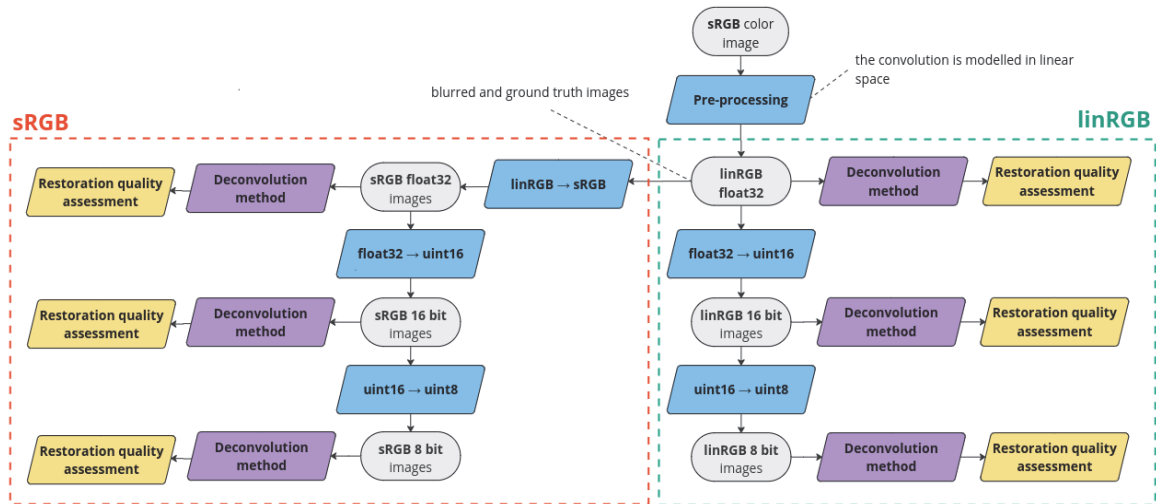 sRGB color
image
the convolution is modelled in linear
space
Pre-processing
blurred and ground truth images
sRGB
linRGB
Restoration quality
assessment
Deconvolution
method
sRGB float32
images
linRGB → sRGB
linRGB
float32
Deconvolution
method
Restoration quality
assessment
float32 → uint16
float32 → uint16
Restoration quality
assessment
Deconvolution
method
sRGB 16 bit
images
linRGB 16 bit
images
Deconvolution
method
Restoration quality
assessment
uint16 → uint8
uint16 → uint8
Restoration quality
assessment
Deconvolution
method
sRGB 8 bit
images
linRGB 8 bit
images
Deconvolution
method
Restoration quality
assessment